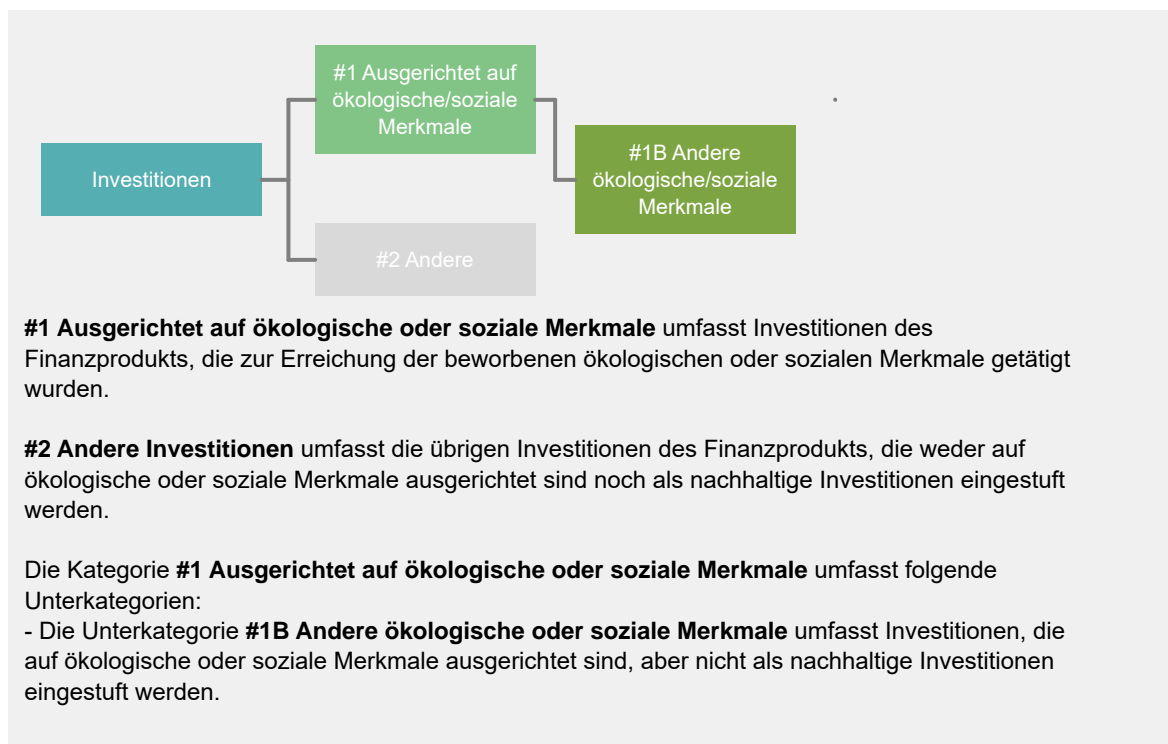 #1 Ausgerichtet auf
ökologische/soziale
Merkmale
#1B Andere
ökologische/soziale
Merkmale
Investitionen
#2 Andere
#1 Ausgerichtet auf ökologische oder soziale Merkmale umfasst Investitionen des
Finanzprodukts, die zur Erreichung der beworbenen ökologischen oder sozialen Merkmale getätigt
wurden.
#2 Andere Investitionen umfasst die übrigen Investitionen des Finanzprodukts, die weder auf
ökologische oder soziale Merkmale ausgerichtet sind noch als nachhaltige Investitionen eingestuft
werden.
Die Kategorie #1 Ausgerichtet auf ökologische oder soziale Merkmale umfasst folgende
Unterkategorien:
- Die Unterkategorie #1B Andere ökologische oder soziale Merkmale umfasst Investitionen, die
auf ökologische oder soziale Merkmale ausgerichtet sind, aber nicht als nachhaltige Investitionen
eingestuft werden.